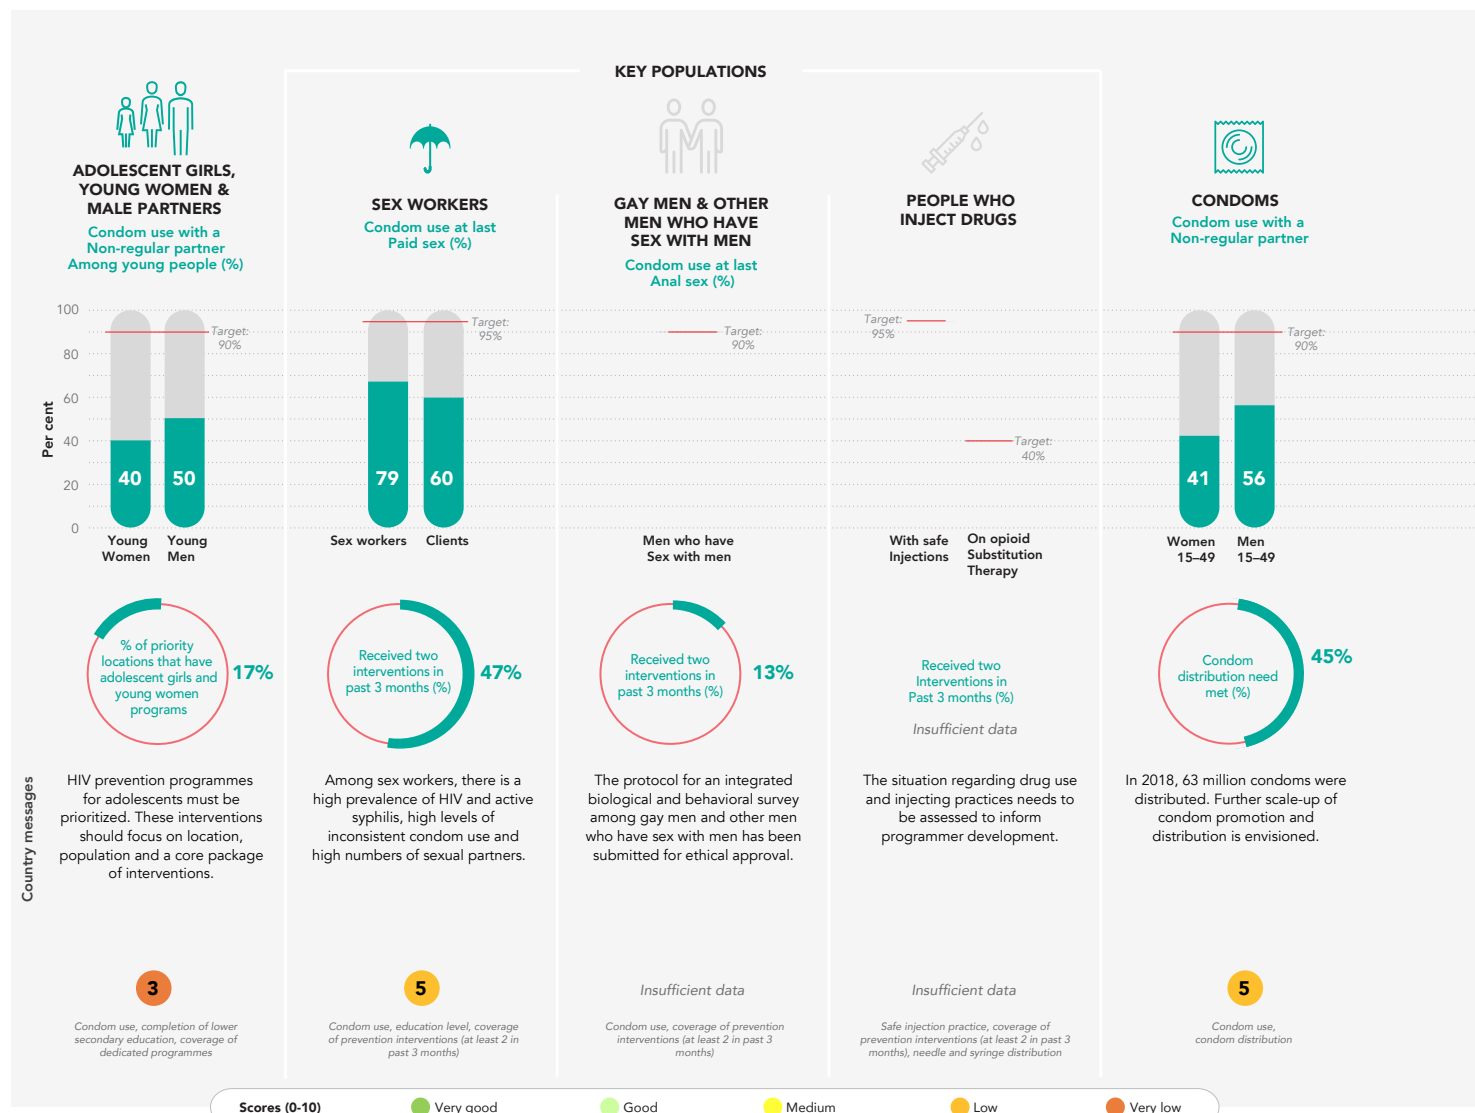 KEY POPULATIONS
ADOLESCENT GIRLS,
YOUNG WOMEN &
MALE PARTNERS
Condom use with a
Non-regular partner
Among young people (%)
SEX WORKERS
Condom use at last
Paid sex (%)
GAY MEN & OTHER
MEN WHO HAVE
SEX WITH MEN
Condom use at last
Anal sex (%)
PEOPLE WHO
INJECT DRUGS
CONDOMS
Condom use with a
Non-regular partner
Per cent
100
80
60
40
20
0
Target:
90%
40
50
Young
Women
Young
Men
Target:
95%
79
60
Sex workers
Clients
Target:
90%
Men who have
Sex with men
Target:
95%
Target:
40%
With safe
Injections
On opioid
Substitution
Therapy
Target:
90%
41
56
Women
15–49
Men
15–49
% of priority
locations that have
adolescent girls and
young women
programs
17%
Received two
interventions in
past 3 months (%)
47%
Received two
interventions in
past 3 months (%)
13%
Received two
Interventions in
Past 3 months (%)
Insufficient data
Condom
distribution need
met (%)
45%
Country messages
HIV prevention programmes
for adolescents must be
prioritized. These interventions
should focus on location,
population and a core package
of interventions.
Among sex workers, there is a
high prevalence of HIV and active
syphilis, high levels of
inconsistent condom use and
high numbers of sexual partners.
The protocol for an integrated
biological and behavioral survey
among gay men and other men
who have sex with men has been
submitted for ethical approval.
The situation regarding drug use
and injecting practices needs to
be assessed to inform
programmer development.
In 2018, 63 million condoms were
distributed. Further scale-up of
condom promotion and
distribution is envisioned.
3
Condom use, completion of lower
secondary education, coverage of
dedicated programmes
5
Condom use, education level, coverage
of prevention interventions (at least 2 in
past 3 months)
Insufficient data
Condom use, coverage of prevention
interventions (at least 2 in past 3
months)
Insufficient data
Safe injection practice, coverage of
prevention interventions (at least 2 in past 3
months), needle and syringe distribution
5
Condom use,
condom distribution
Scores (0-10)
Very good
Good
Medium
Low
Very low